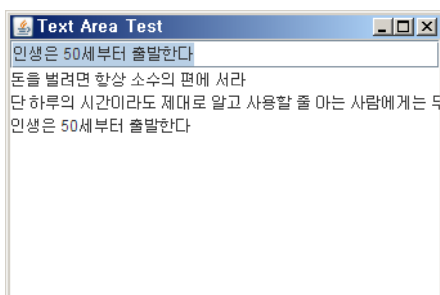 Text Area Test
인생은 50세부터 출발한다
돈을 벌려면 항상 소수의 편에 서라
단 하루의 시간이라도 제대로 알고 사용할 줄 아는 사람에게는
인생은 50세부터 출발한다